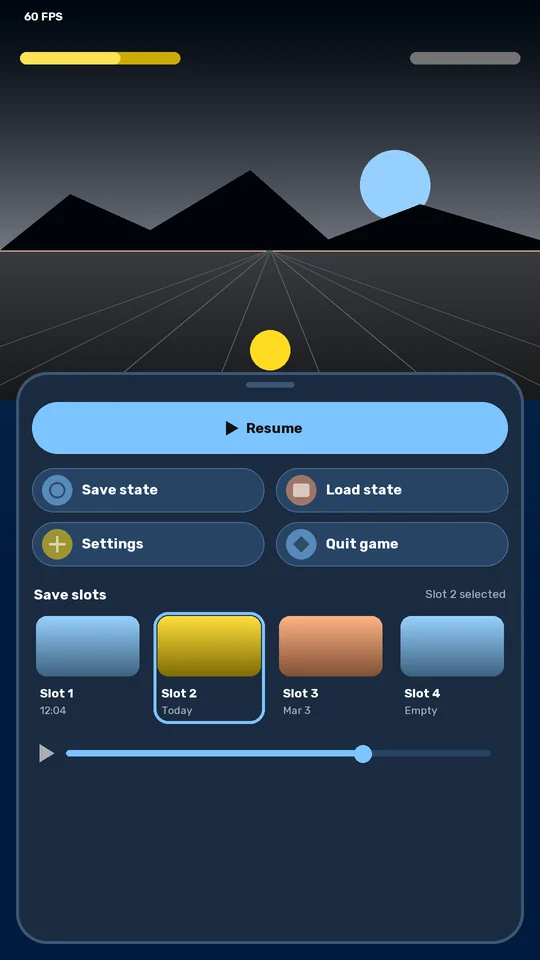 60 FPS
Resume
Save state
Load state
Settings
Quit game
Save slots
Slot 2 selected
Slot 1
12:04
Slot 2
Today
Slot 3
Mar 3
Slot 4
Empty